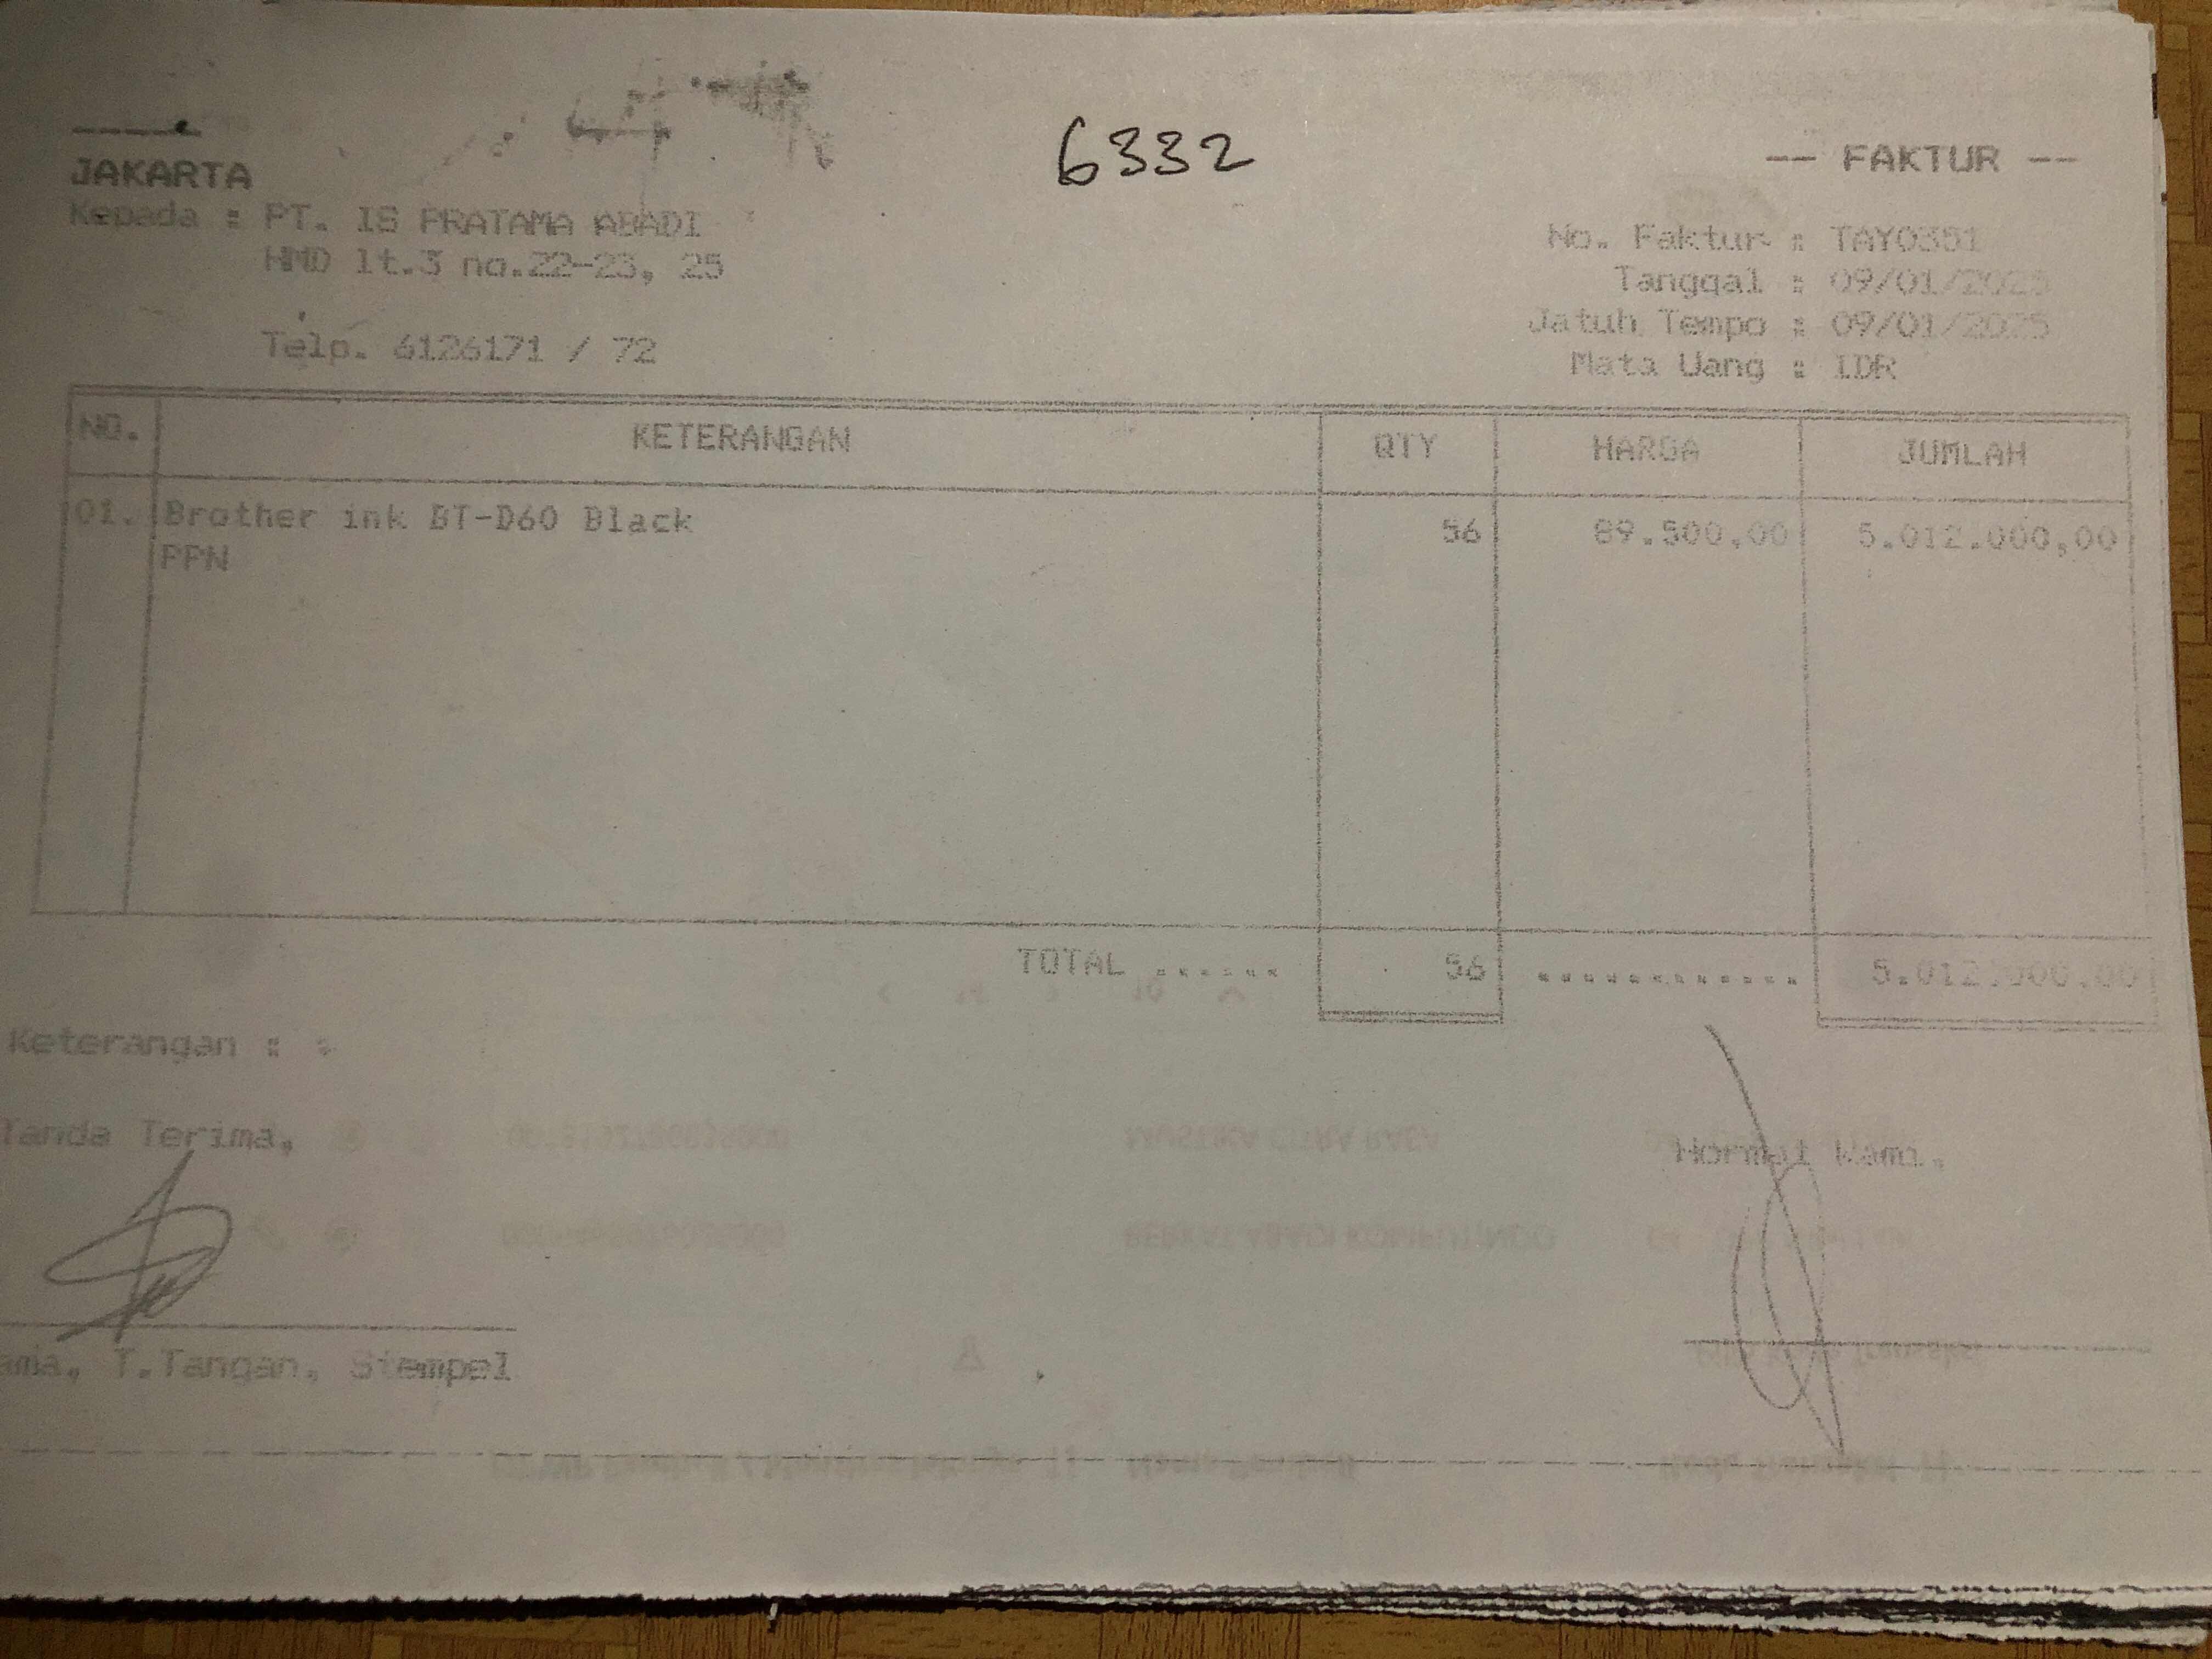 6332
-- FAKTUR --
JAKARTA
Kepada : PT. IS PRATAMA ABADI
HMD lt.3 no.22-23, 25
Telp. 6126171 / 72
No. Faktur : TAY0351
Tanggal : 09/01/2025
Jatuh Tempo : 09/01/2025
Mata Uang : IDR
NO. KETERANGAN QTY HARGA JUMLAH
01. Brother ink BT-D60 Black 56 89.500,00 5.012.000,00
PPN
TOTAL ...... 56 ............ 5.012.000,00
Keterangan : :
Tanda Terima, Hormat Kami,
T.Tangan, Stempel